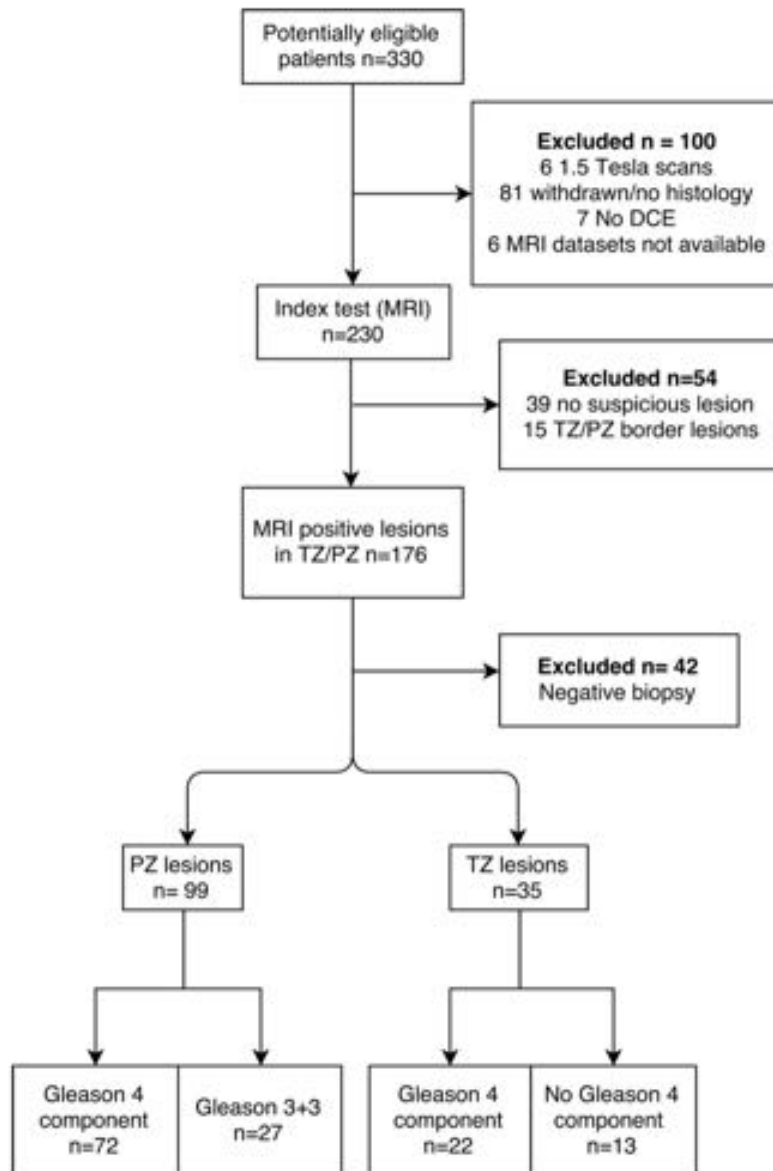 Potentially eligible
patients n=330
Excluded n = 100
6 1.5 Tesla scans
81 withdrawn/no histology
7 No DCE
6 MRI datasets not available
Index test (MRI)
n=230
Excluded n=54
39 no suspicious lesion
15 TZ/PZ border lesions
MRI positive lesions
in TZ/PZ n=176
Excluded n= 42
Negative biopsy
PZ lesions
n= 99
TZ lesions
n=35
Gleason 4
component
n=72
Gleason 3+3
n=27
Gleason 4
component
n=22
No Gleason 4
component
n=13